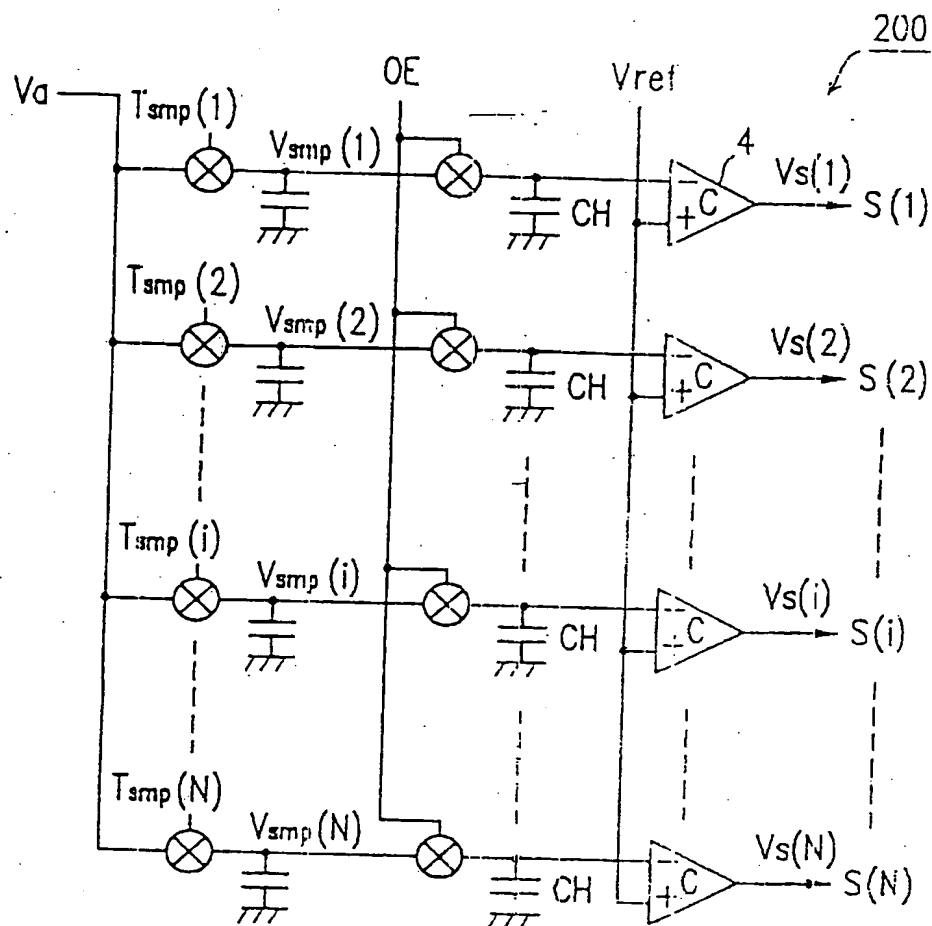 200
Va OE Vref
Tsmp(1) Vsmp(1) CH - + C 4 Vs(1) S(1)
Tsmp(2) Vsmp(2) CH - + C Vs(2) S(2)
Tsmp(i) Vsmp(i) CH - + C Vs(i) S(i)
Tsmp(N) Vsmp(N) CH - + C Vs(N) S(N)